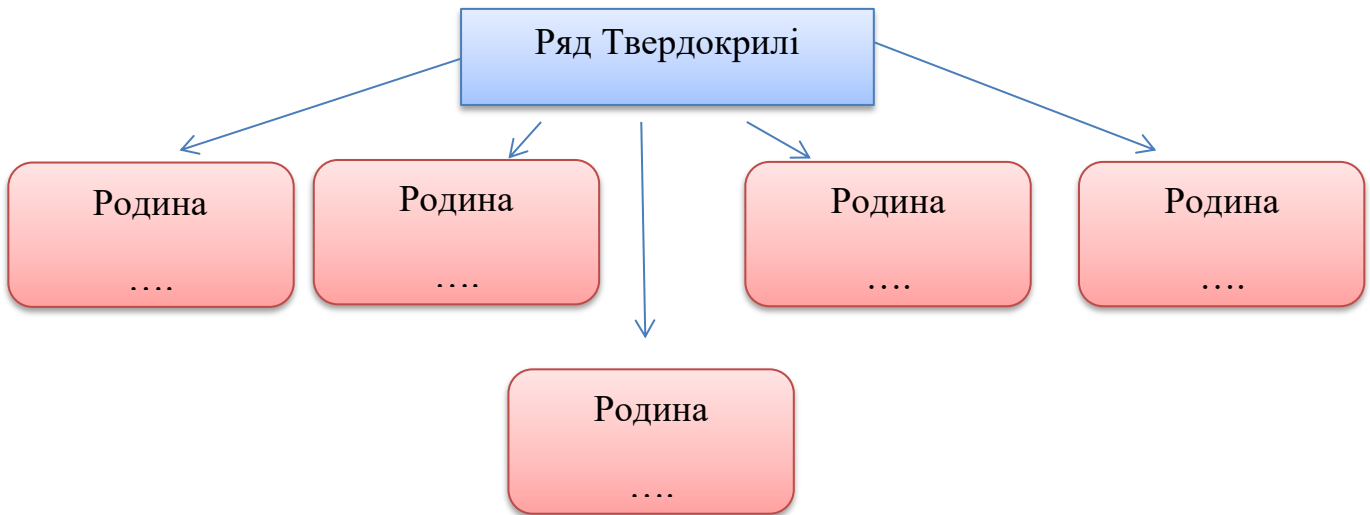 Ряд Твердокрилі
Родина
….
Родина
….
Родина
….
Родина
….
Родина
….